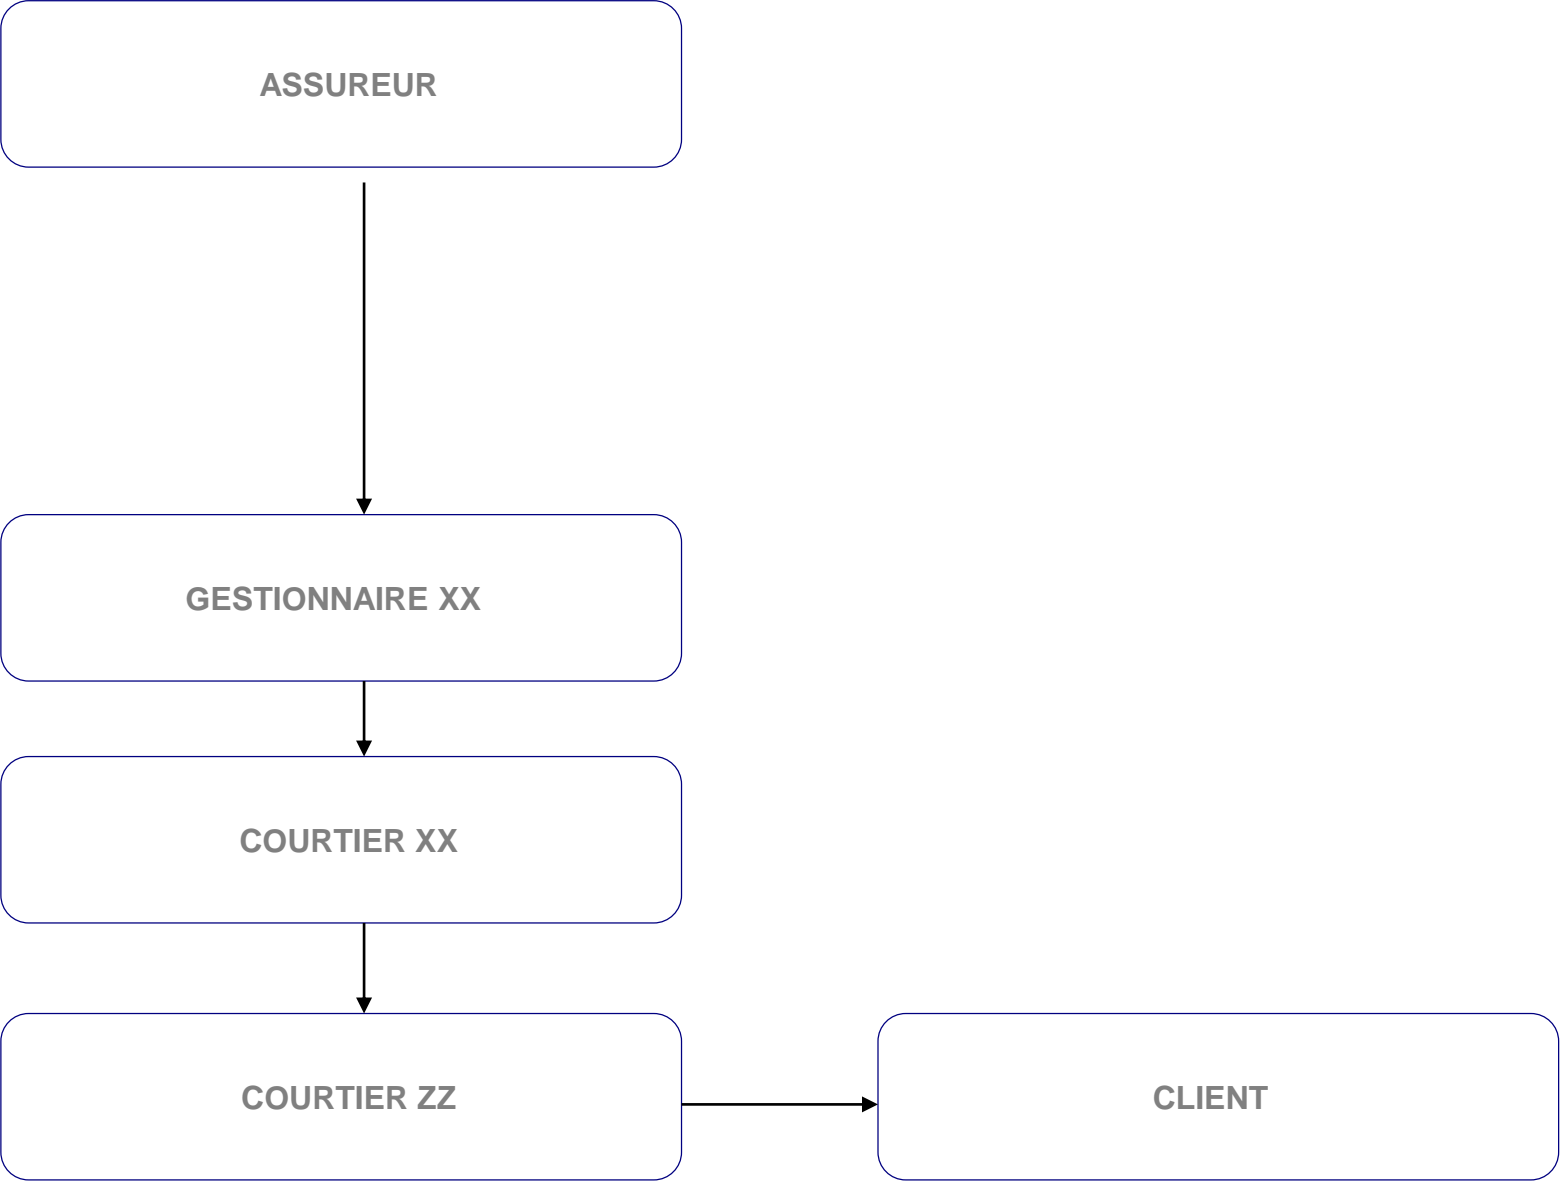 ASSUREUR
GESTIONNAIRE XX
COURTIER XX
COURTIER ZZ
CLIENT